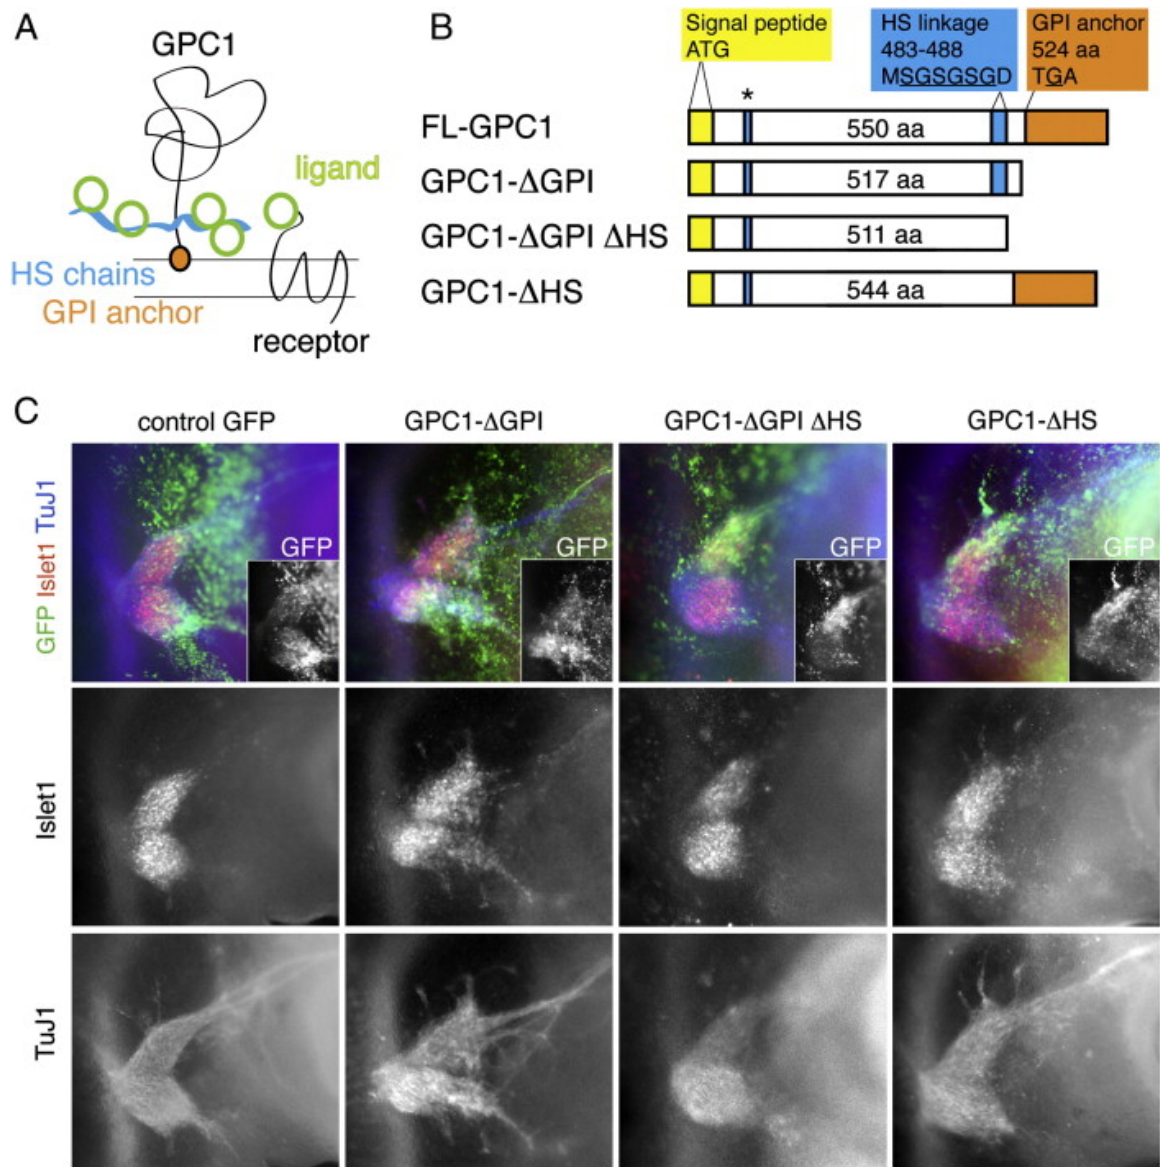 A
GPC1
ligand
HS chains
GPI anchor
receptor
B
Signal peptide
ATG
HS linkage
483-488
MSGSGSGD
GPI anchor
524 aa
TGA
*
FL-GPC1
550 aa
GPC1-ΔGPI
517 aa
GPC1-ΔGPI ΔHS
511 aa
GPC1-ΔHS
544 aa
C
control GFP
GPC1-ΔGPI
GPC1-ΔGPI ΔHS
GPC1-ΔHS
GFP Islet1 TuJ1
GFP
GFP
GFP
GFP
Islet1
TuJ1